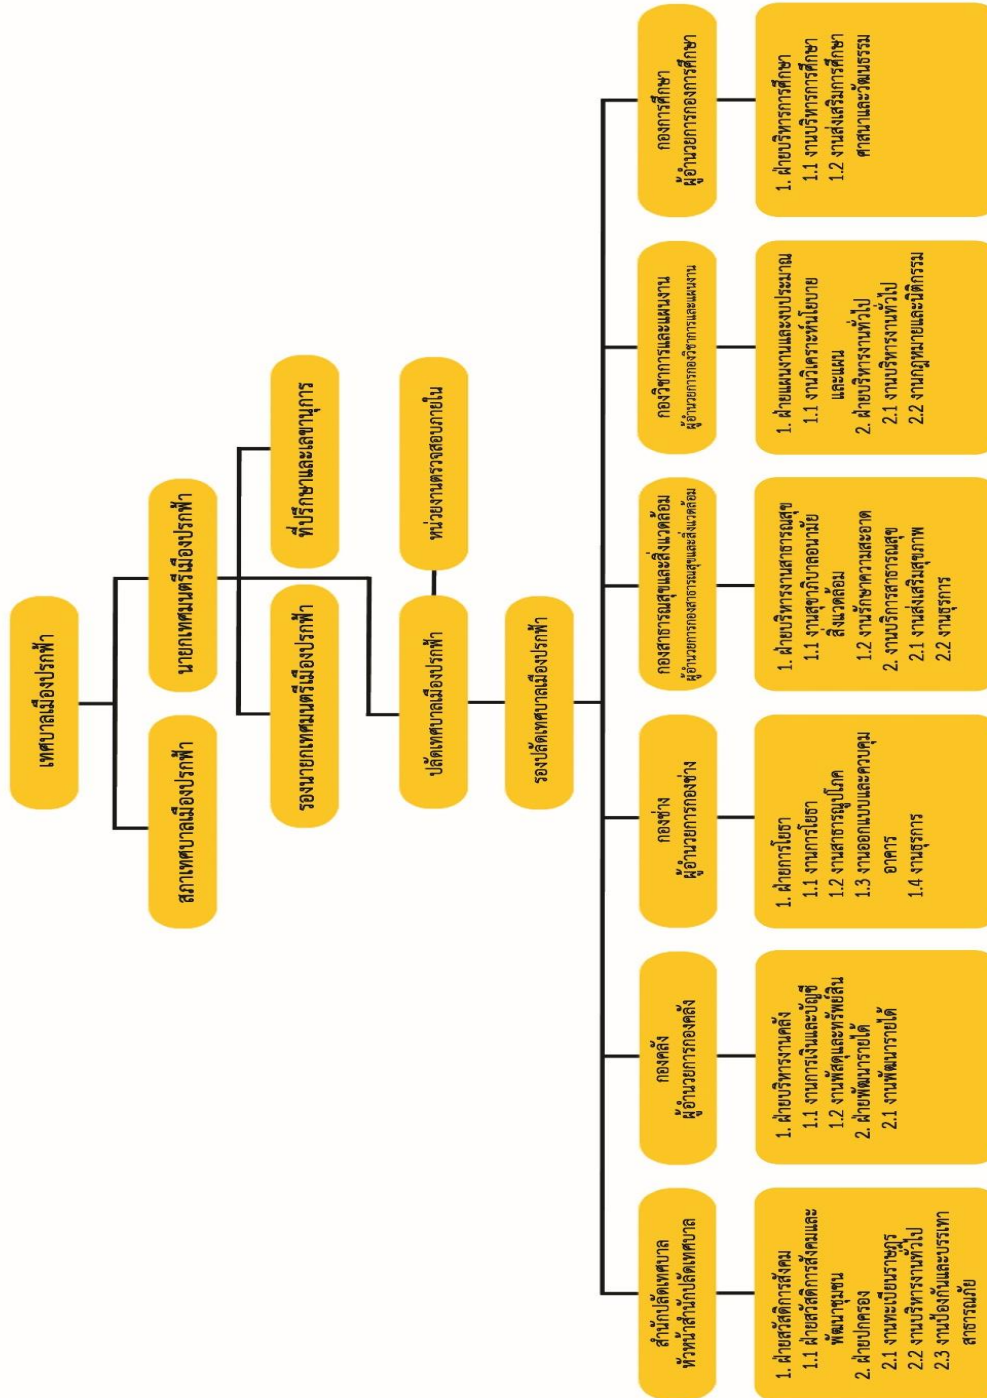 เทศบาลเมืองปรกฟ้า
สภาเทศบาลเมืองปรกฟ้า
นายกเทศมนตรีเมืองปรกฟ้า
รองนายกเทศมนตรีเมืองปรกฟ้า
ที่ปรึกษาและเลขานุการ
ปลัดเทศบาลเมืองปรกฟ้า
หน่วยงานตรวจสอบภายใน
รองปลัดเทศบาลเมืองปรกฟ้า
สำนักปลัดเทศบาล
หัวหน้าสำนักปลัดเทศบาล
1. ฝ่ายสวัสดิการสังคม
1.1 ฝ่ายสวัสดิการสังคมและ
พัฒนาชุมชน
2. ฝ่ายปกครอง
2.1 งานทะเบียนราษฎร
2.2 งานบริหารงานทั่วไป
2.3 งานป้องกันและบรรเทา
สาธารณภัย
กองคลัง
ผู้อำนวยการกองคลัง
1. ฝ่ายบริหารงานคลัง
1.1 งานการเงินและบัญชี
1.2 งานพัสดุและทรัพย์สิน
2. ฝ่ายพัฒนารายได้
2.1 งานพัฒนารายได้
กองช่าง
ผู้อำนวยการกองช่าง
1. ฝ่ายการโยธา
1.1 งานการโยธา
1.2 งานสาธารณูปโภค
1.3 งานออกแบบและควบคุม
อาคาร
1.4 งานธุรการ
กองสาธารณสุขและสิ่งแวดล้อม
ผู้อำนวยการกองสาธารณสุขและสิ่งแวดล้อม
1. ฝ่ายบริหารงานสาธารณสุข
1.1 งานสุขาภิบาลอนามัย
สิ่งแวดล้อม
1.2 งานรักษาความสะอาด
2. งานบริการสาธารณสุข
2.1 งานส่งเสริมสุขภาพ
2.2 งานธุรการ
กองวิชาการและแผนงาน
ผู้อำนวยการกองวิชาการและแผนงาน
1. ฝ่ายแผนงานและงบประมาณ
1.1 งานวิเคราะห์นโยบาย
และแผน
2. ฝ่ายบริหารงานทั่วไป
2.1 งานบริหารงานทั่วไป
2.2 งานกฎหมายและนิติกรรม
กองการศึกษา
ผู้อำนวยการกองการศึกษา
1. ฝ่ายบริหารการศึกษา
1.1 งานบริหารการศึกษา
1.2 งานส่งเสริมการศึกษา
ศาสนาและวัฒนธรรม